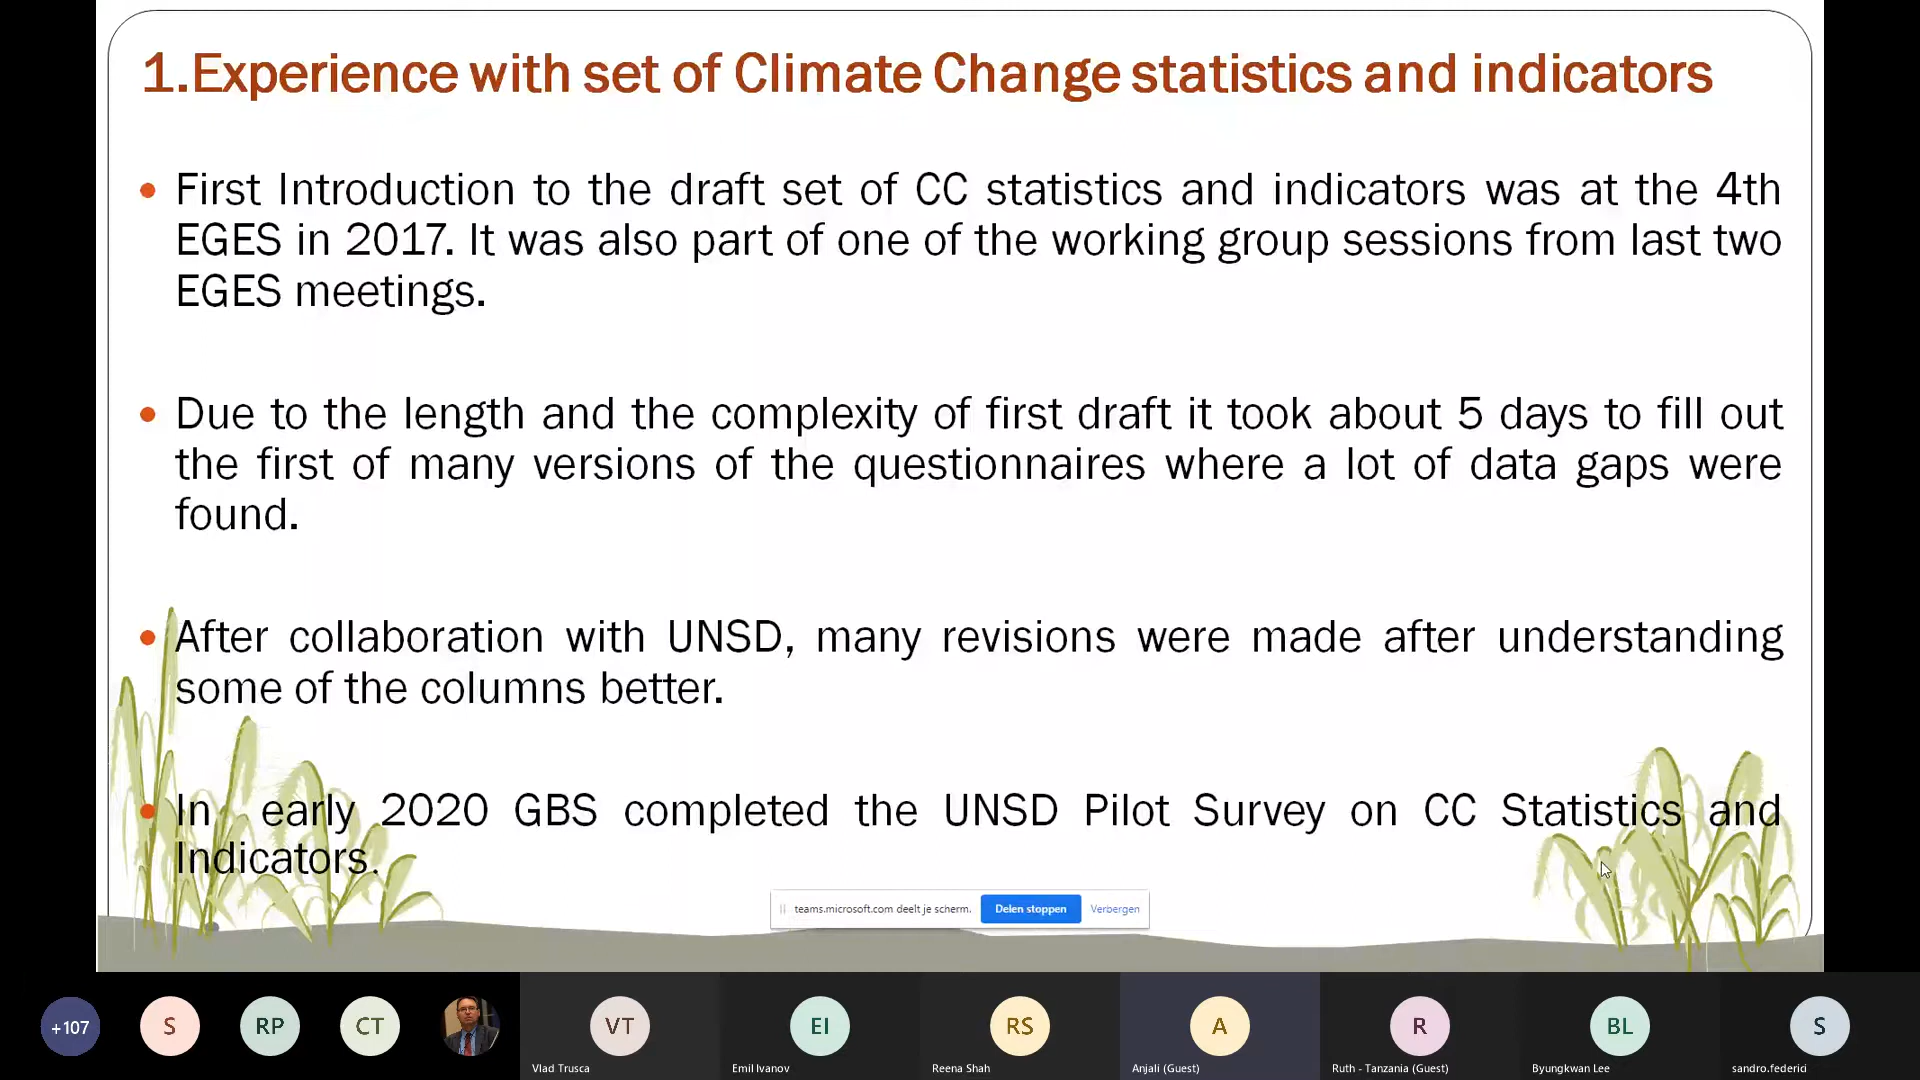 1.Experience with set of Climate Change statistics and indicators
First Introduction to the draft set of CC statistics and indicators was at the 4th
EGES in 2017. It was also part of one of the working group sessions from last two
EGES meetings.
Due to the length and the complexity of first draft it took about 5 days to fill out
the first of many versions of the questionnaires where a lot of data gaps were
found.
After collaboration with UNSD, many revisions were made after understanding
some of the columns better.
In early 2020 GBS completed the UNSD Pilot Survey on CC Statistics and
Indicators.
teams.microsoft.com deelt je scherm. Delen stoppen Verbergen
+107 S RP CT VT EI RS A R BL S
Vlad Trusca Emil Ivanov Reena Shah Anjali (Guest) Ruth - Tanzania (Guest) Byungkwan Lee sandro.federici